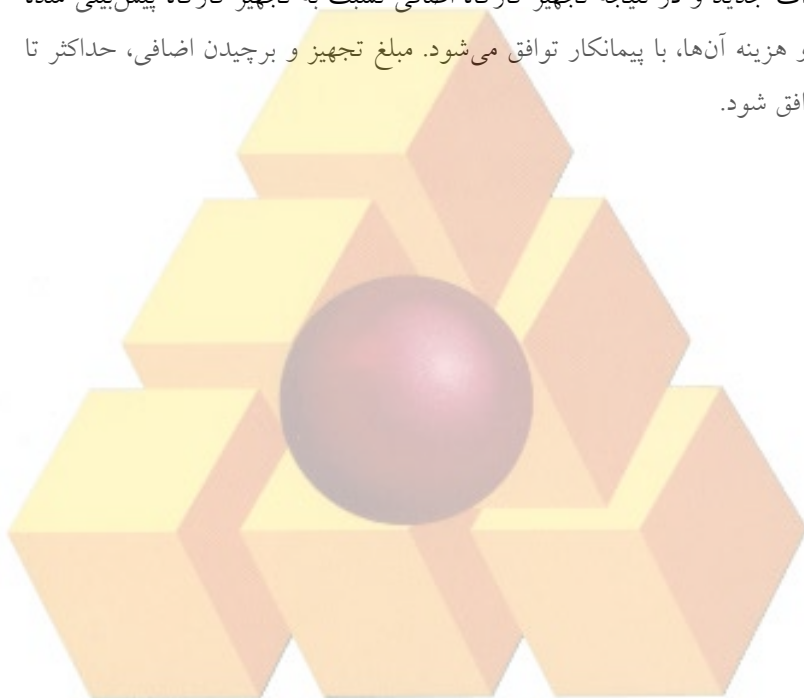 جدید و در نتیجه تجهیز کارگاه اضافی نسبت به تجهیز کارگاه پیش‌بینی شده
و هزینه آن‌ها، با پیمانکار توافق می‌شود. مبلغ تجهیز و برچیدن اضافی، حداکثر تا
شود.